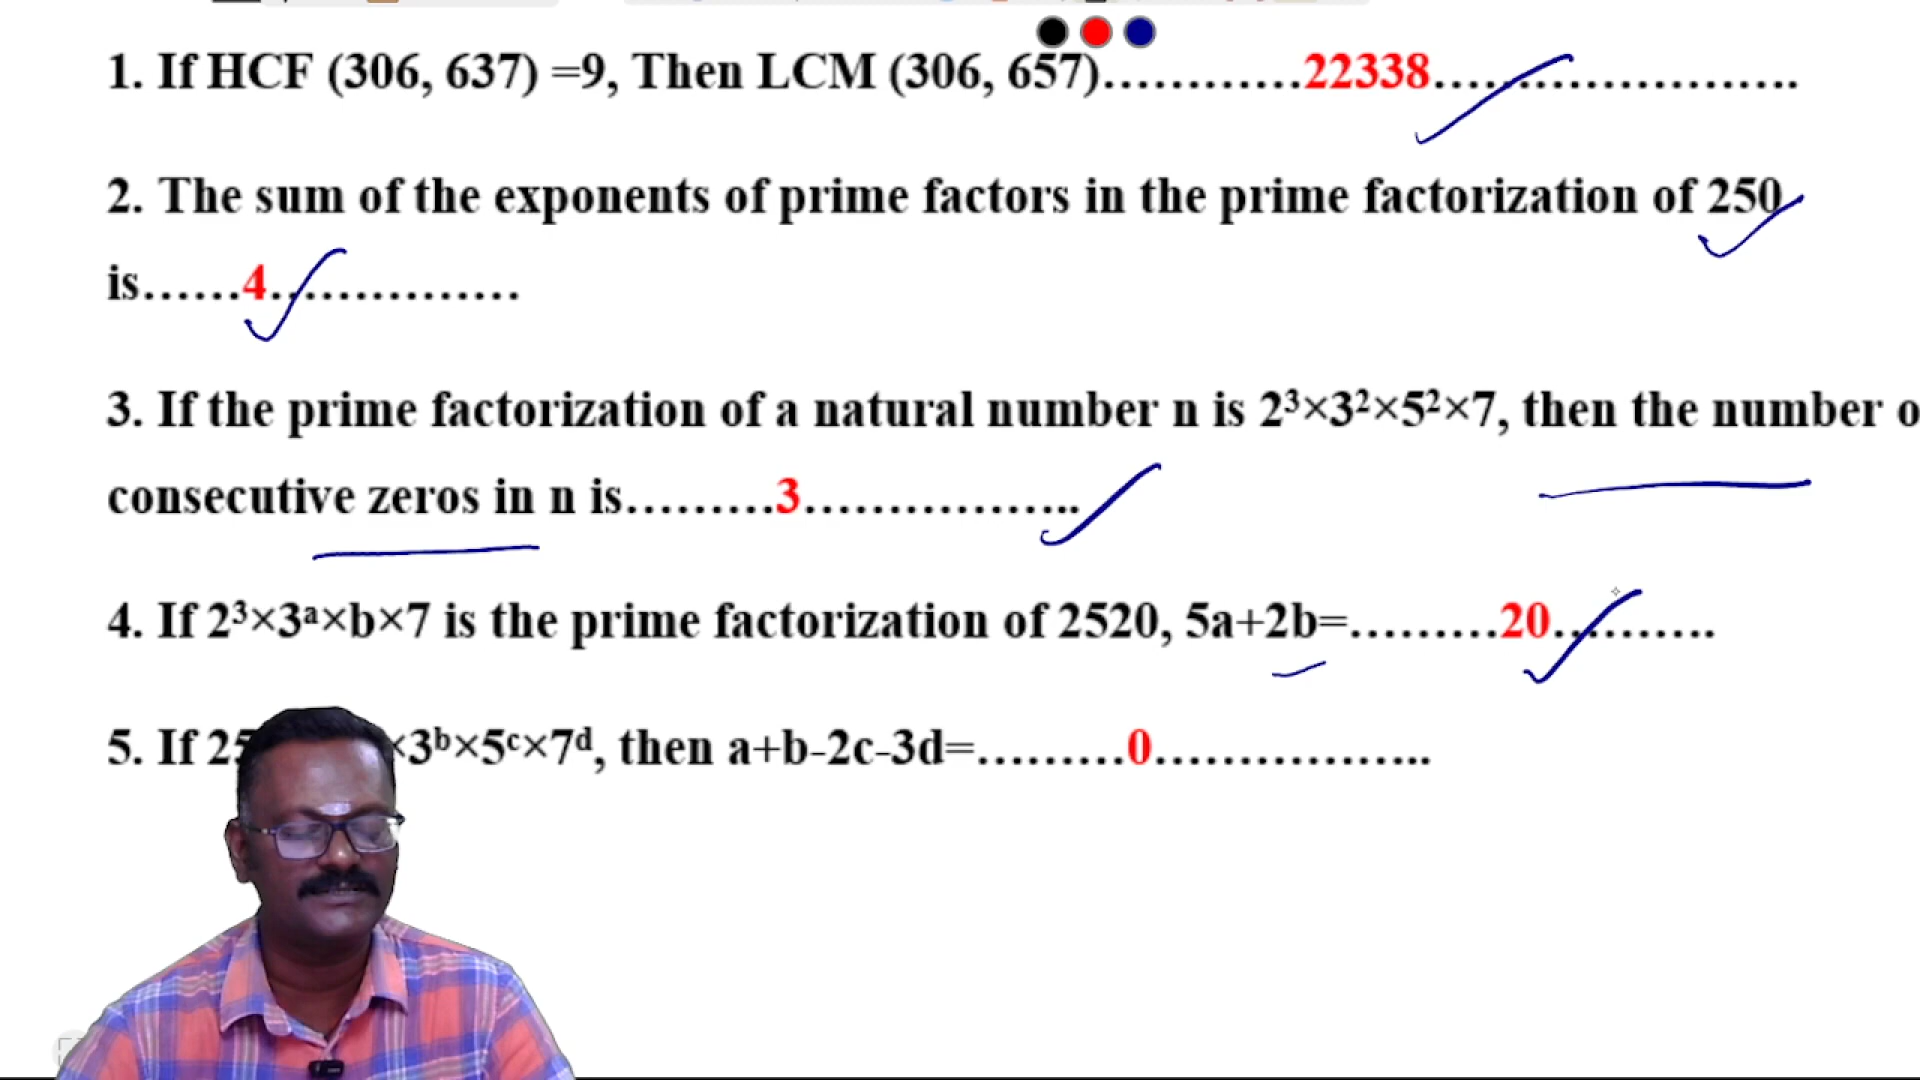 1. If HCF (306, 637) =9, Then LCM (306, 657)…………22338…………………….
2. The sum of the exponents of prime factors in the prime factorization of 250
is……4……………
3. If the prime factorization of a natural number n is 2³×3²×5²×7, then the number
consecutive zeros in n is………3……………..
4. If 2³×3ᵃ×b×7 is the prime factorization of 2520, 5a+2b=………20……….
5. If ×3ᵇ×5ᶜ×7ᵈ, then a+b-2c-3d=………0……………..